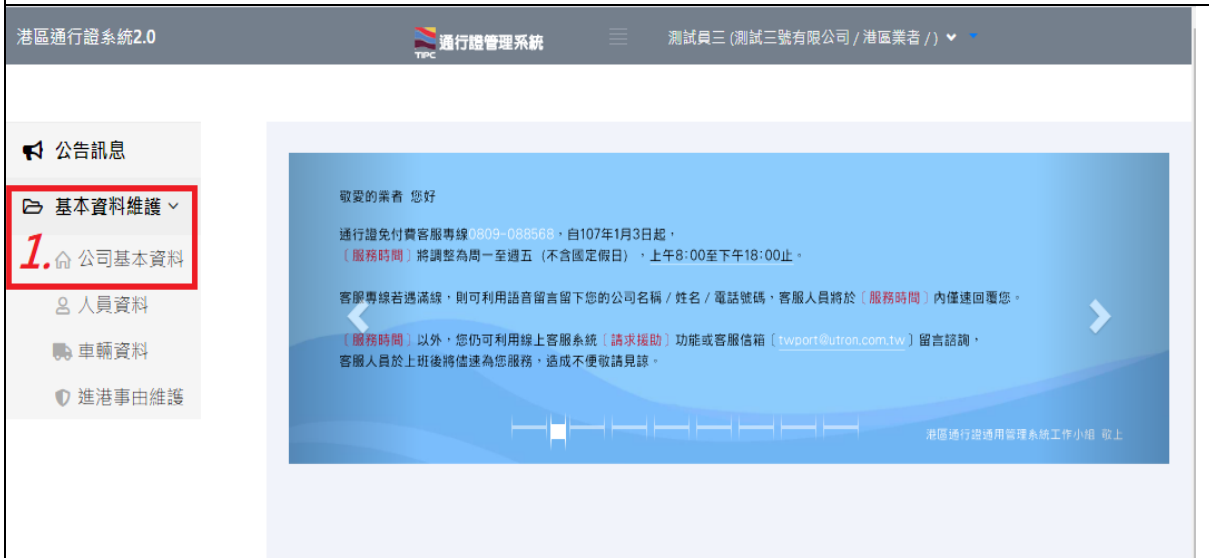 港區通行證系統2.0
TIPC 通行證管理系統
測試員三 (測試三號有限公司 / 港區業者 / )
公告訊息
基本資料維護
1. 公司基本資料
人員資料
車輛資料
進港事由維護
敬愛的業者 您好
通行證免付費客服專線0809-088568，自107年1月3日起，
〔服務時間〕將調整為周一至週五（不含國定假日），上午8:00至下午18:00止。
客服專線若遇滿線，則可利用語音留言留下您的公司名稱 / 姓名 / 電話號碼，客服人員將於〔服務時間〕內僅速回覆您。
〔服務時間〕以外，您仍可利用線上客服系統〔請求援助〕功能或客服信箱〔twport@utron.com.tw〕留言諮詢，
客服人員於上班後將儘速為您服務，造成不便敬請見諒。
港區通行證通用管理系統工作小組 敬上